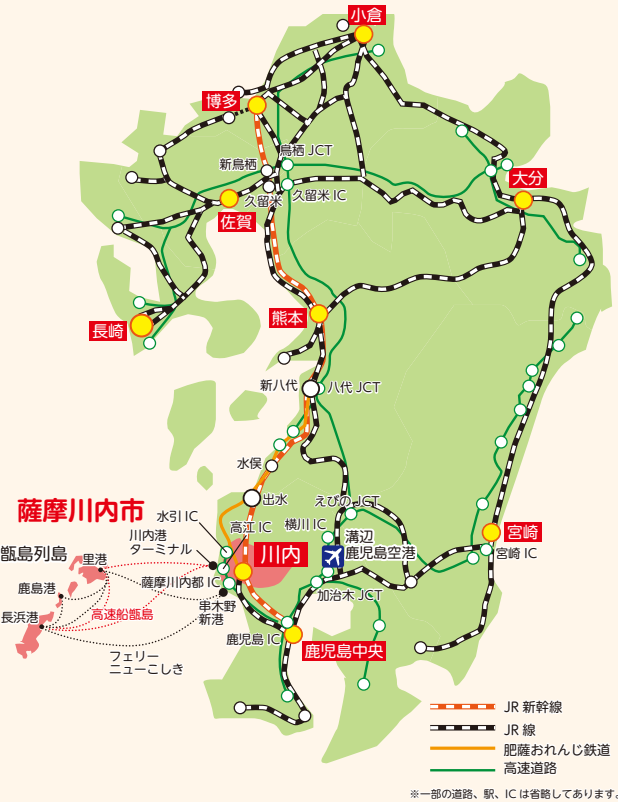 小倉
博多
鳥栖 JCT
新鳥栖
久留米
久留米 IC
大分
佐賀
熊本
長崎
新八代
八代 JCT
水俣
出水
えびの JCT
薩摩川内市
水引 IC
高江 IC
横川 IC
溝辺
鹿児島空港
宮崎
宮崎 IC
川内港
ターミナル
川内
甑島列島
里港
薩摩川内都 IC
鹿島港
高速船甑島
串木野
新港
加治木 JCT
長浜港
鹿児島 IC
鹿児島中央
フェリー
ニューこしき
JR 新幹線
JR 線
肥薩おれんじ鉄道
高速道路
※一部の道路、駅、IC は省略してあります。